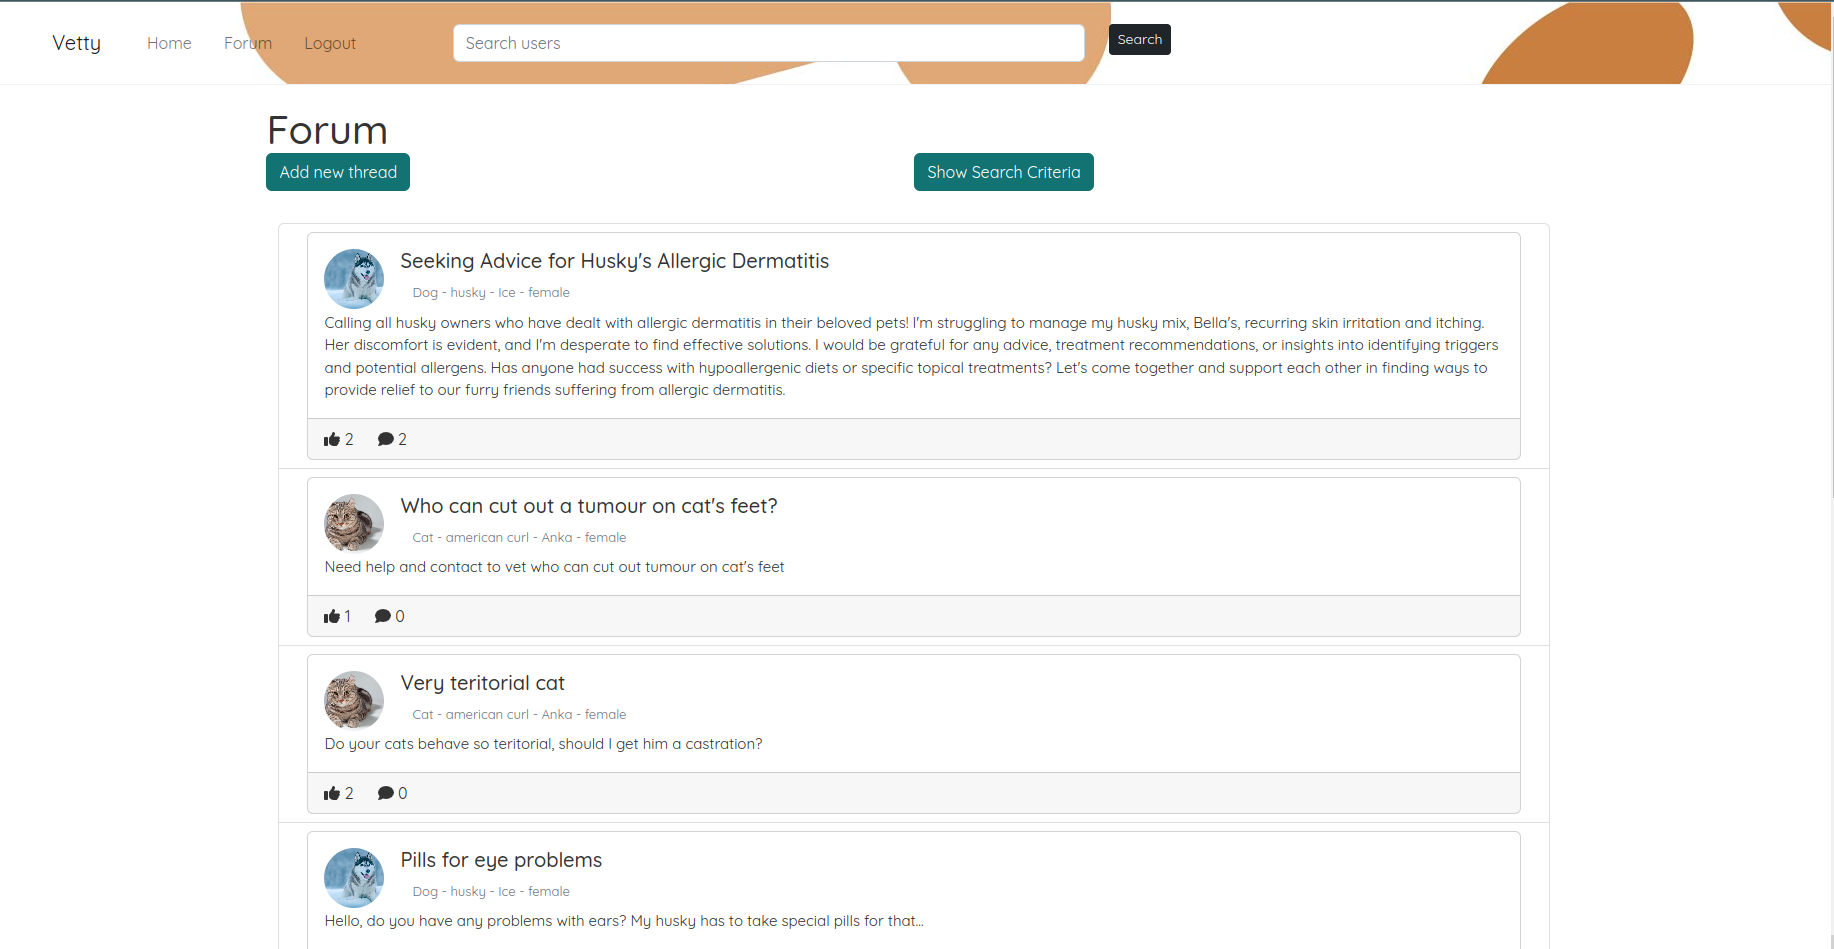 Vetty Home Forum Logout Search users Search
Forum
Add new thread Show Search Criteria
Seeking Advice for Husky's Allergic Dermatitis
Dog - husky - Ice - female
Calling all husky owners who have dealt with allergic dermatitis in their beloved pets! I'm struggling to manage my husky mix, Bella's, recurring skin irritation and itching.
Her discomfort is evident, and I'm desperate to find effective solutions. I would be grateful for any advice, treatment recommendations, or insights into identifying triggers
and potential allergens. Has anyone had success with hypoallergenic diets or specific topical treatments? Let's come together and support each other in finding ways to
provide relief to our furry friends suffering from allergic dermatitis.
2 2
Who can cut out a tumour on cat's feet?
Cat - american curl - Anka - female
Need help and contact to vet who can cut out tumour on cat's feet
1 0
Very teritorial cat
Cat - american curl - Anka - female
Do your cats behave so teritorial, should I get him a castration?
2 0
Pills for eye problems
Dog - husky - Ice - female
Hello, do you have any problems with ears? My husky has to take special pills for that...